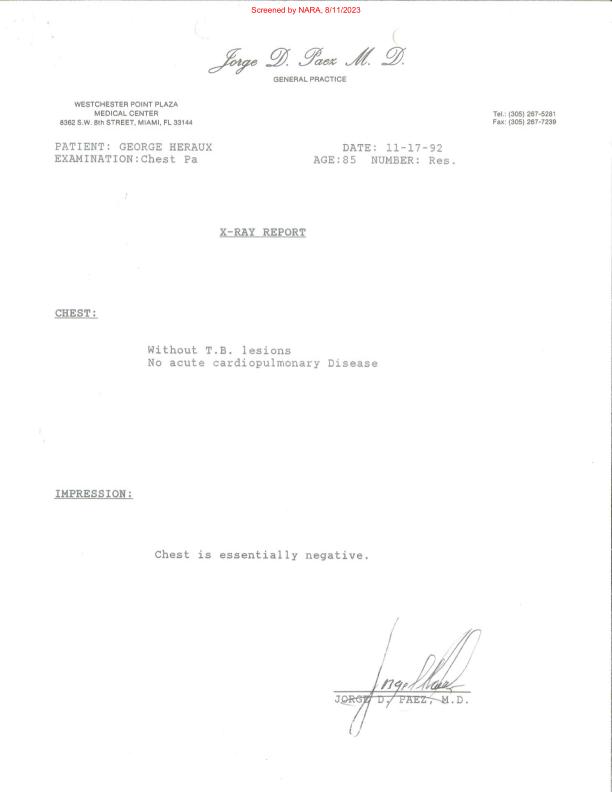 Screened by NARA, 8/11/2023
Jorge D. Paez M. D.
GENERAL PRACTICE
WESTCHESTER POINT PLAZA
MEDICAL CENTER
8362 S.W. 8th STREET, MIAMI, FL 33144
Tel.: (305) 267-5281
Fax: (305) 267-7239
PATIENT: GEORGE HERAUX DATE: 11-17-92
EXAMINATION:Chest Pa AGE:85 NUMBER: Res.
X-RAY REPORT
CHEST:
Without T.B. lesions
No acute cardiopulmonary Disease
IMPRESSION:
Chest is essentially negative.
JORGE D. PAEZ, M.D.